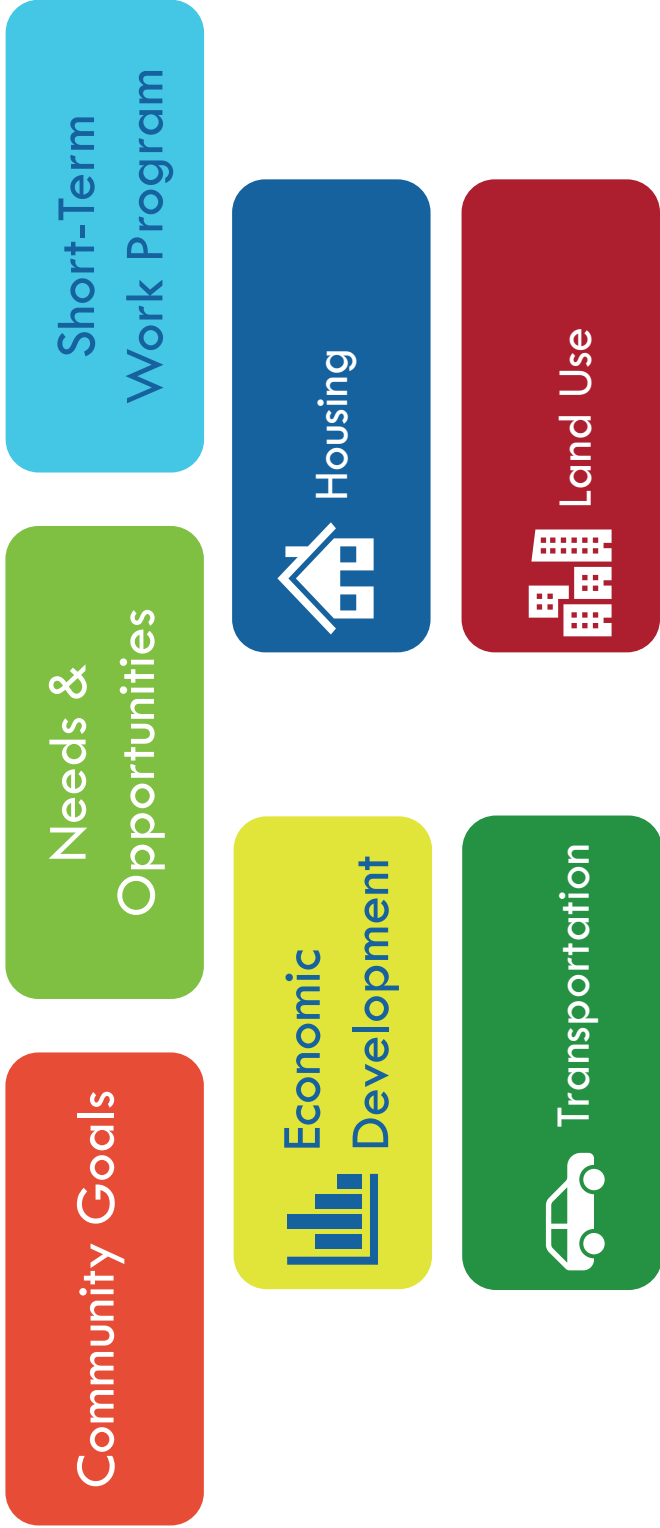 Community Goals
Needs &
Opportunities
Short-Term
Work Program
Economic
Development
Housing
Transportation
Land Use